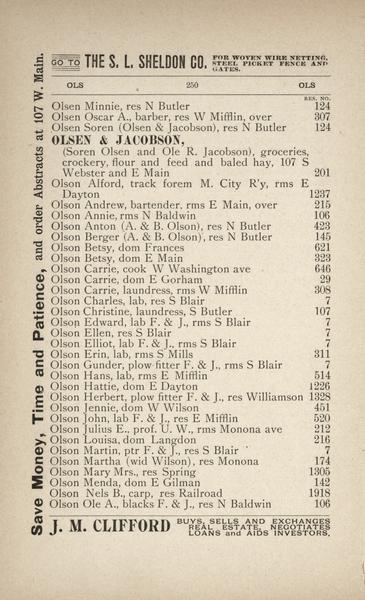 GO TO THE S. L. SHELDON CO. FOR WOVEN WIRE NETTING, STEEL PICKET FENCE AND GATES.
OLS 250 OLS
RES. NO.
Olsen Minnie, res N Butler 124
Olsen Oscar A., barber, res W Mifflin, over 307
Olsen Soren (Olsen & Jacobson), res N Butler 124
OLSEN & JACOBSON,
(Soren Olsen and Ole R. Jacobson), groceries,
crockery, flour and feed and baled hay, 107 S
Webster and E Main 201
Olson Alford, track forem M. City R'y, rms E
Dayton 1237
Olson Andrew, bartender, rms E Main, over 215
Olson Annie, rms N Baldwin 106
Olson Anton (A. & B. Olson), res N Butler 423
Olson Berger (A. & B. Olson), res N Butler 145
Olson Betsy, dom Frances 621
Olson Betsy, dom E Main 323
Olson Carrie, cook W Washington ave 646
Olson Carrie, dom E Gorham 29
Olson Carrie, laundress, rms W Mifflin 308
Olson Charles, lab, res S Blair 7
Olson Christine, laundress, S Butler 107
Olson Edward, lab F. & J., rms S Blair 7
Olson Ellen, res S Blair 7
Olson Elliot, lab F. & J., rms S Blair 7
Olson Erin, lab, rms S Mills 311
Olson Gunder, plow fitter F. & J., rms S Blair 7
Olson Hans, lab, rms E Mifflin 514
Olson Hattie, dom E Dayton 1226
Olson Herbert, plow fitter F. & J., res Williamson 1328
Olson Jennie, dom W Wilson 451
Olson John, lab F. & J., res E Mifflin 520
Olson Julius E., prof. U. W., rms Monona ave 212
Olson Louisa, dom Langdon 216
Olson Martin, ptr F. & J., res S Blair 7
Olson Martha (wid Wilson), res Monona 174
Olson Mary Mrs., res Spring 1305
Olson Menda, dom E Gilman 142
Olson Nels B., carp, res Railroad 1918
Olson Ole A., blacks F. & J., res N Baldwin 106
J. M. CLIFFORD BUYS, SELLS AND EXCHANGES REAL ESTATE, NEGOTIATES LOANS and AIDS INVESTORS,
Save Money, Time and Patience, and order Abstracts at 107 W. Main.